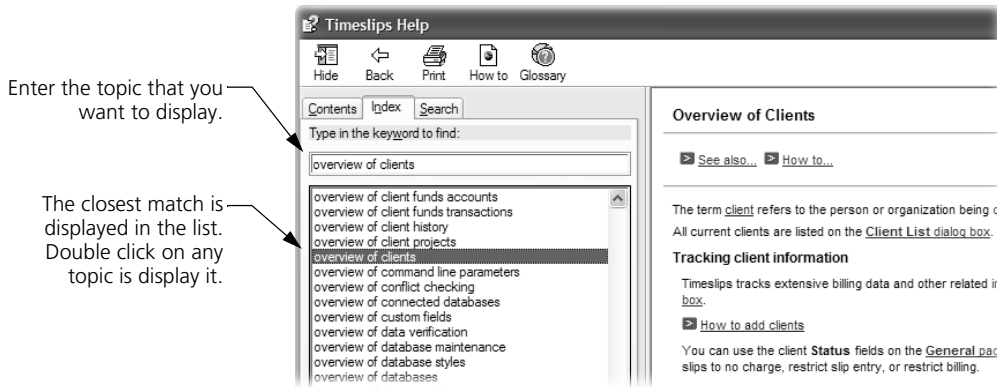 Timeslips Help
Hide Back Print How to Glossary
Enter the topic that you
want to display.
Contents Index Search
Type in the keyword to find:
overview of clients
The closest match is
displayed in the list.
Double click on any
topic is display it.
overview of client funds accounts
overview of client funds transactions
overview of client history
overview of client projects
overview of clients
overview of command line parameters
overview of conflict checking
overview of connected databases
overview of custom fields
overview of data verification
overview of database maintenance
overview of database styles
overview of databases
Overview of Clients
See also... How to...
The term client refers to the person or organization being
All current clients are listed on the Client List dialog box.
Tracking client information
Timeslips tracks extensive billing data and other related
box.
How to add clients
You can use the client Status fields on the General
slips to no charge, restrict slip entry, or restrict billing.